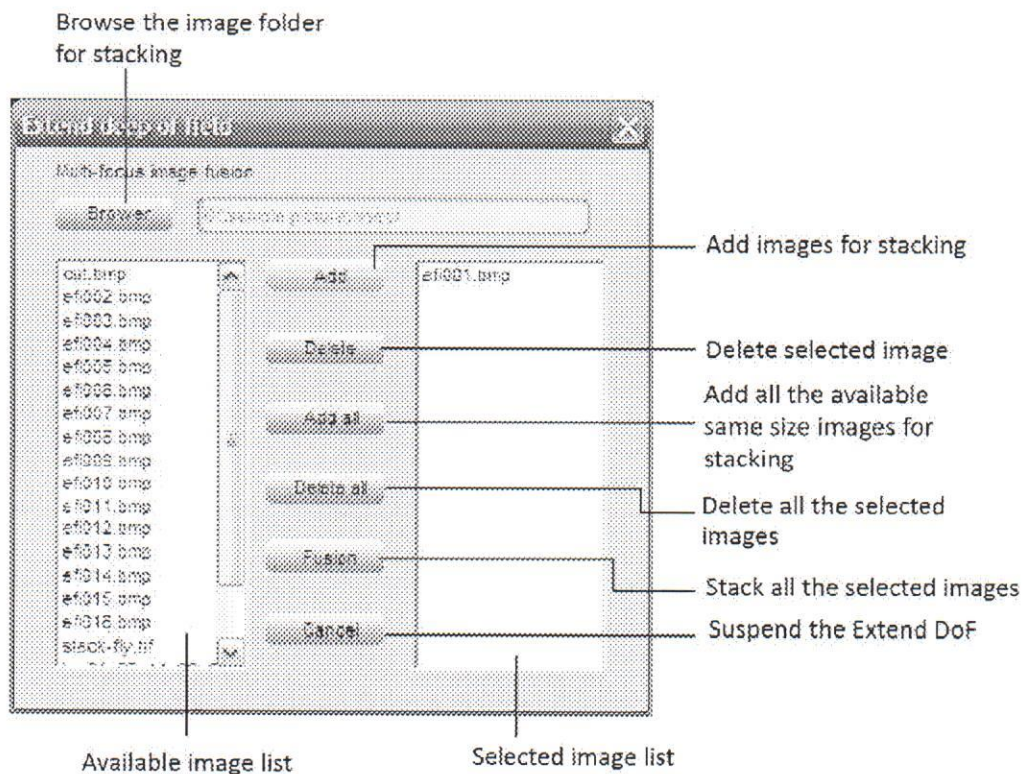 Browse the image folder
for stacking
Extend deep of field
Multi-focus image fusion
Brower
Add images for stacking
cut.bmp
efi002.bmp
efi003.bmp
efi004.bmp
efi005.bmp
efi006.bmp
efi007.bmp
efi008.bmp
efi009.bmp
efi010.bmp
efi011.bmp
efi012.bmp
efi013.bmp
efi014.bmp
efi015.bmp
efi016.bmp
stack-fly.tif
Add
Delete
Add all
Delete all
Fusion
Cancel
efi001.bmp
Delete selected image
Add all the available
same size images for
stacking
Delete all the selected
images
Stack all the selected images
Suspend the Extend DoF
Available image list
Selected image list